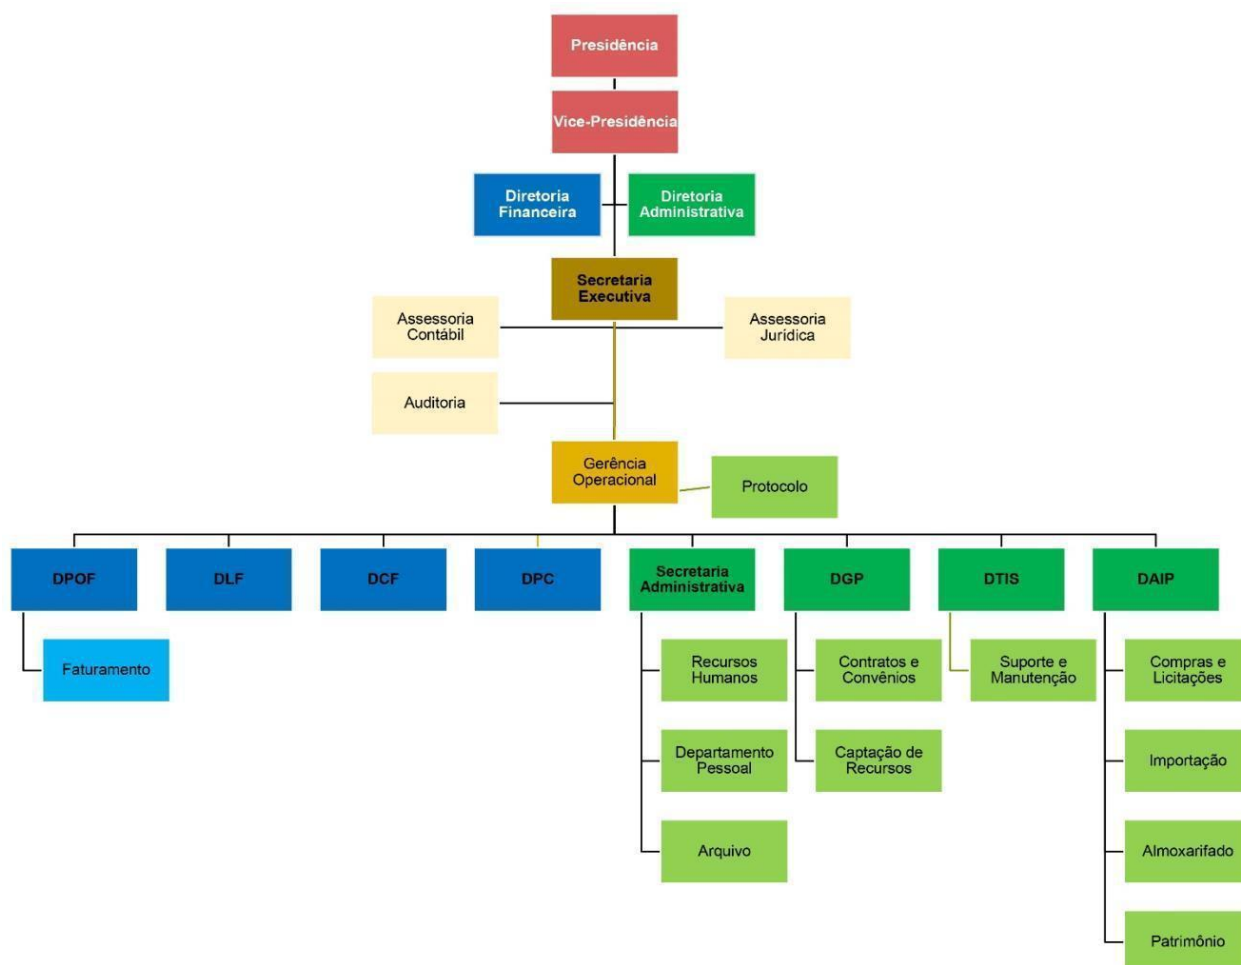 Presidência
Vice-Presidência
Diretoria
Financeira
Diretoria
Administrativa
Secretaria
Executiva
Assessoria
Contábil
Assessoria
Jurídica
Auditoria
Gerência
Operacional
Protocolo
DPOF
DLF
DCF
DPC
Secretaria
Administrativa
DGP
DTIS
DAIP
Faturamento
Recursos
Humanos
Contratos e
Convênios
Suporte e
Manutenção
Compras e
Licitações
Departamento
Pessoal
Captação de
Recursos
Importação
Arquivo
Almoxarifado
Patrimônio